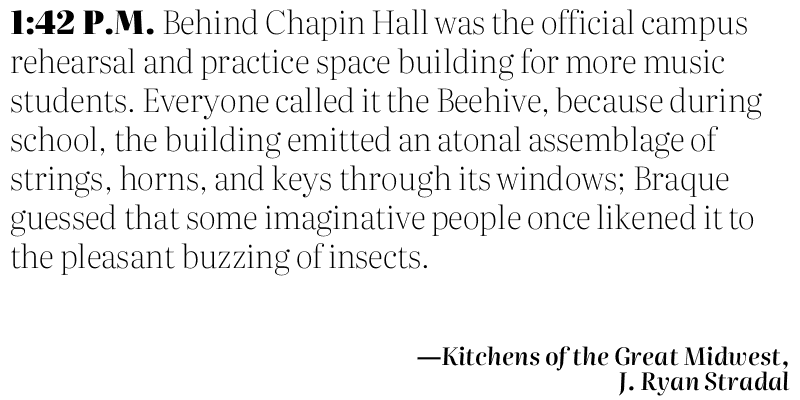 1:42 P.M. Behind Chapin Hall was the official campus
rehearsal and practice space building for more music
students. Everyone called it the Beehive, because during
school, the building emitted an atonal assemblage of
strings, horns, and keys through its windows; Braque
guessed that some imaginative people once likened it to
the pleasant buzzing of insects.
—Kitchens of the Great Midwest,
J. Ryan Stradal